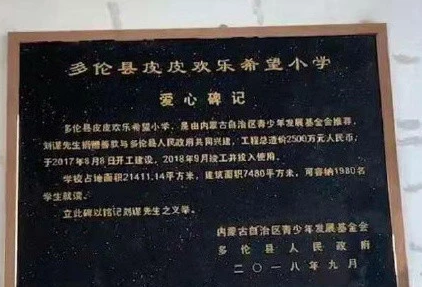 多伦县皮皮欢乐希望小学
爱心碑记
多伦县皮皮欢乐希望小学，是由内蒙古自治区青少年发展基金会推荐，
刘谋先生捐赠善款与多伦县人民政府共同兴建，工程总造价2500万元人民币，
于2017年8月8日开工建设，2018年9月竣工并投入使用。
学校占地面积21411.14平方米，建筑面积7480平方米，可容纳1980名
学生就读。
立此碑以铭记刘谋先生之义举。
内蒙古自治区青少年发展基金会
多伦县人民政府
二〇一八年九月